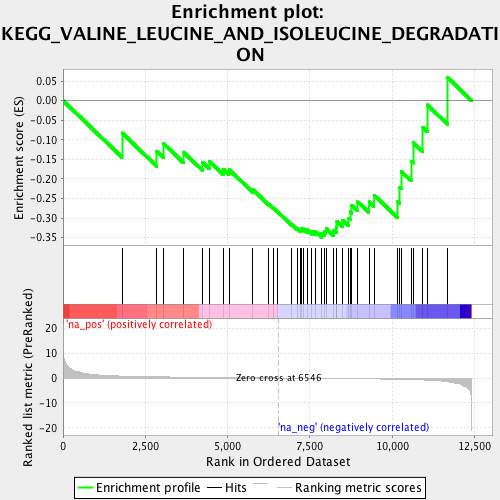 Enrichment plot:
KEGG_VALINE_LEUCINE_AND_ISOLEUCINE_DEGRADATI
ON
Enrichment score (ES)
0.05
0.00
-0.05
-0.10
-0.15
-0.20
-0.25
-0.30
-0.35
'na_pos' (positively correlated)
Ranked list metric (PreRanked)
20
10
0
-10
-20
Zero cross at 6546
'na_neg' (negatively correlated)
0
2,500
5,000
7,500
10,000
12,500
Rank in Ordered Dataset
Enrichment profile
Hits
Ranking metric scores